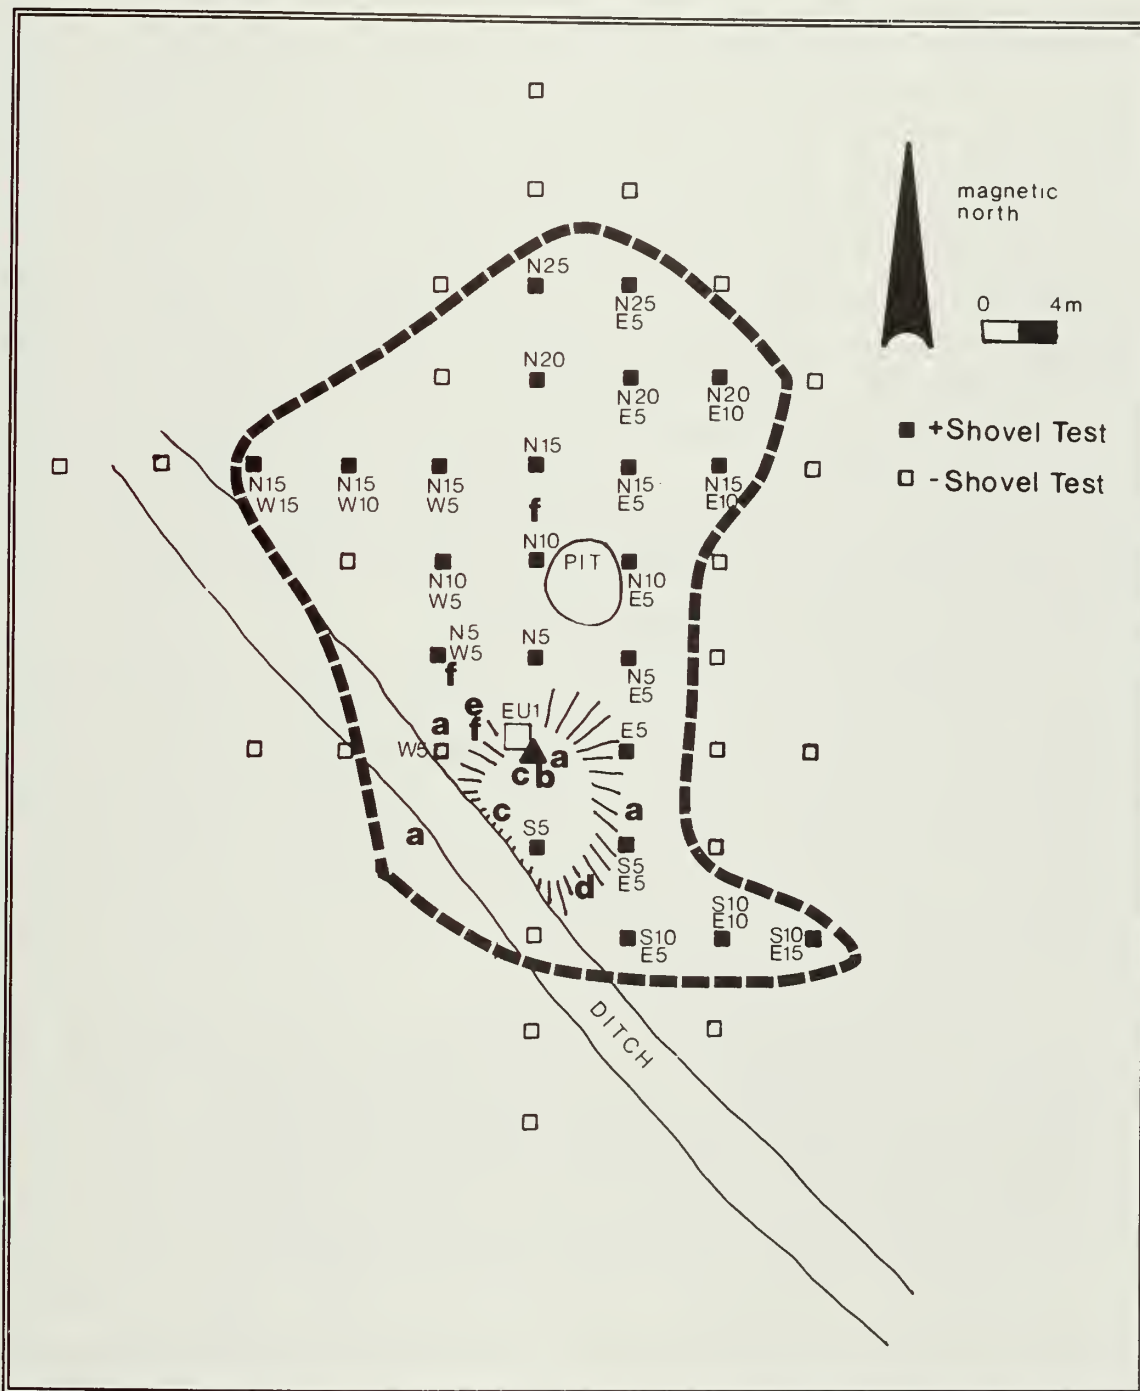 magnetic
north
0 4m
+Shovel Test
-Shovel Test
N25
N25
E5
N20
N20
E5
N20
E10
N15
N15
W15
N15
W10
N15
W5
N15
E5
N15
E10
f
N10
PIT
N10
W5
N10
E5
N5
W5
f
N5
N5
E5
e
f
a
EU1
E5
W5
a
c b
c
a
a
S5
S5
E5
d
S10
E5
S10
E10
S10
E15
DITCH